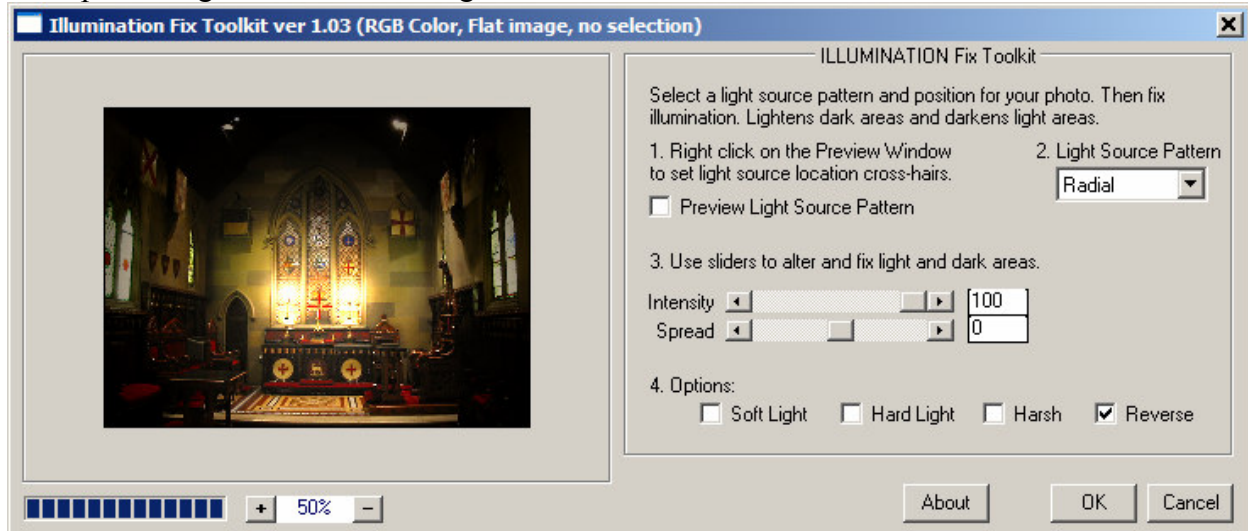 Illumination Fix Toolkit ver 1.03 (RGB Color, Flat image, no selection)
ILLUMINATION Fix Toolkit
Select a light source pattern and position for your photo. Then fix
illumination. Lightens dark areas and darkens light areas.
1. Right click on the Preview Window
to set light source location cross-hairs.
2. Light Source Pattern
Radial
Preview Light Source Pattern
3. Use sliders to alter and fix light and dark areas.
Intensity 100
Spread 0
4. Options:
Soft Light Hard Light Harsh Reverse
+ 50% -
About OK Cancel